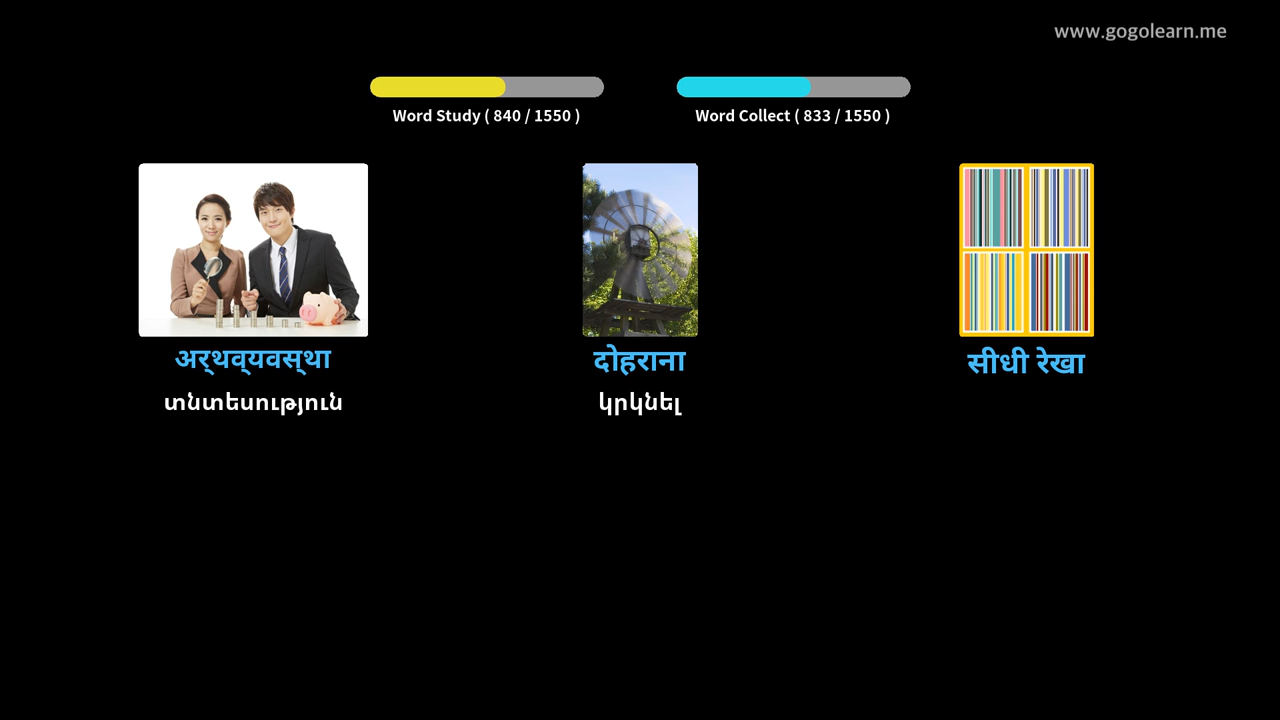 www.gogolearn.me
Word Study ( 840 / 1550 )
Word Collect ( 833 / 1550 )
अर्थव्यवस्था
दोहराना
सीधी रेखा
տնտեսություն
կրկնել